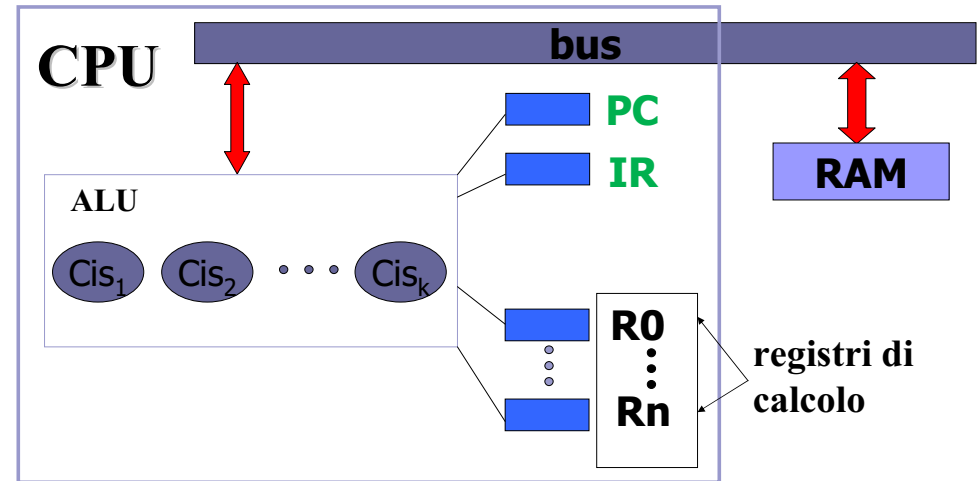 bus
CPU
PC
IR
RAM
ALU
Cis1
Cis2
Cisk
R0
Rn
registri di
calcolo